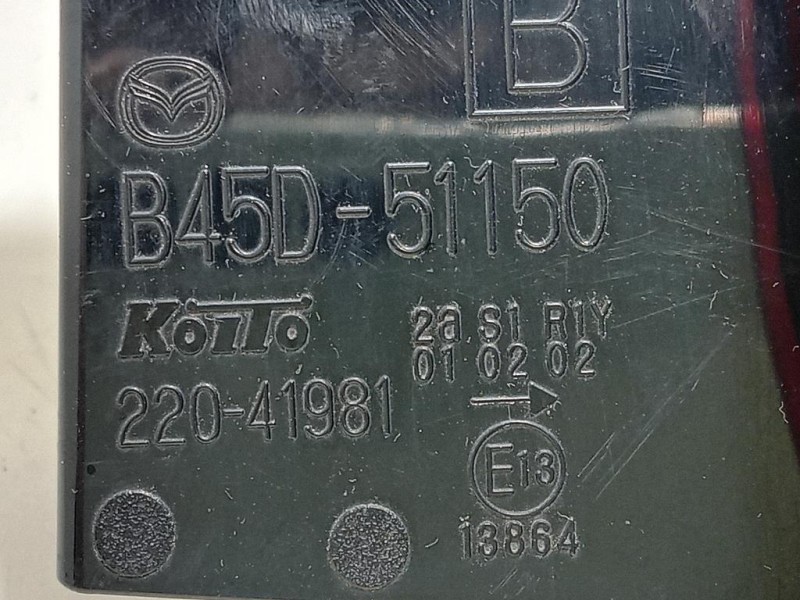 B
B45D-51150
KOITO
2a S1 R1Y
01 02 02
220-41981
E13
13864